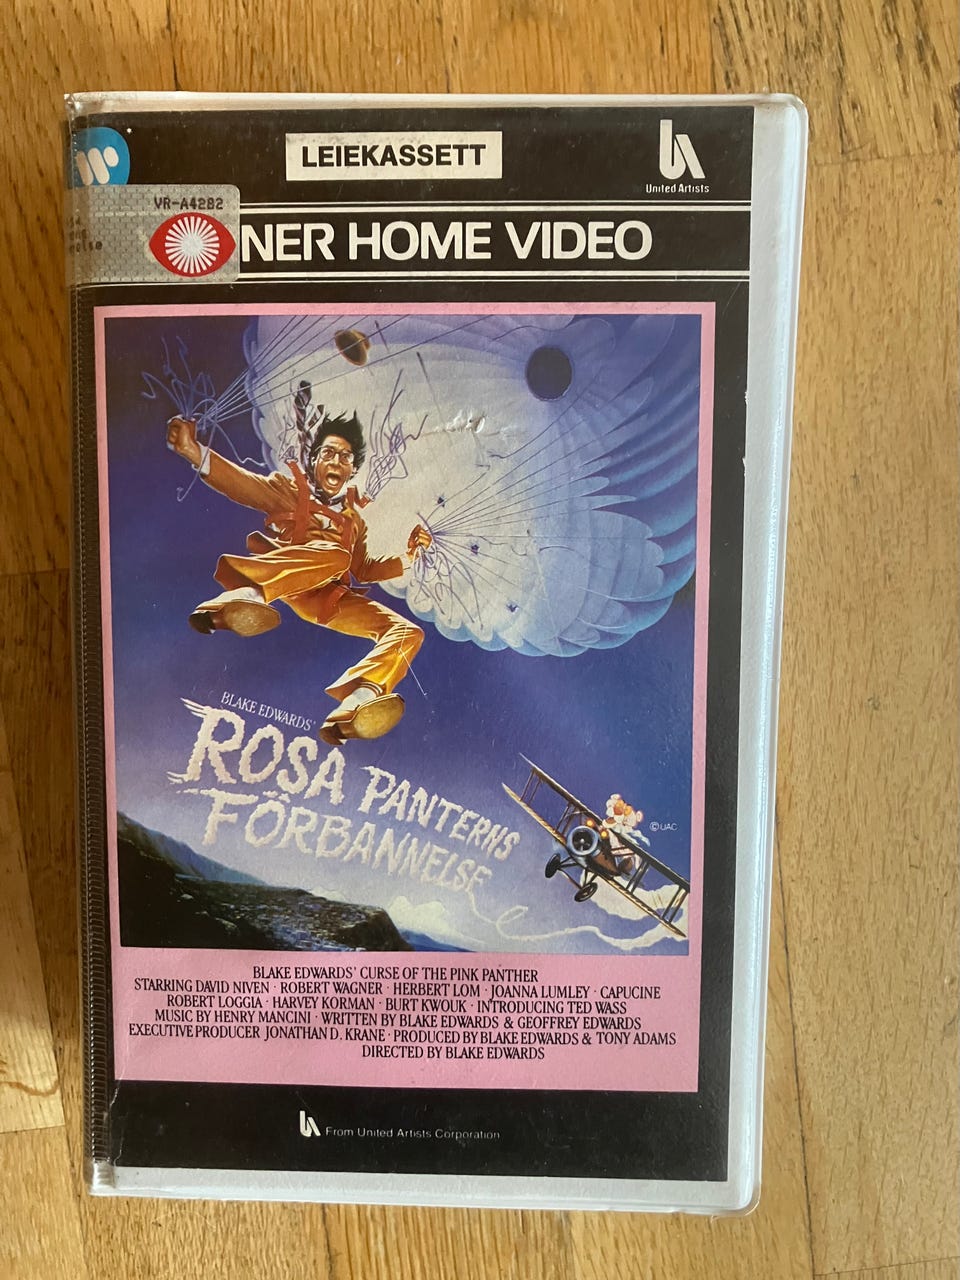 LEIEKASSETT
United Artists
VR-A4282
NER HOME VIDEO
BLAKE EDWARDS'
ROSA PANTERNS
FÖRBANNELSE
©UAC
BLAKE EDWARDS' CURSE OF THE PINK PANTHER
STARRING DAVID NIVEN · ROBERT WAGNER · HERBERT LOM · JOANNA LUMLEY · CAPUCINE
ROBERT LOGGIA · HARVEY KORMAN · BURT KWOUK · INTRODUCING TED WASS
MUSIC BY HENRY MANCINI · WRITTEN BY BLAKE EDWARDS & GEOFFREY EDWARDS
EXECUTIVE PRODUCER JONATHAN D. KRANE · PRODUCED BY BLAKE EDWARDS & TONY ADAMS
DIRECTED BY BLAKE EDWARDS
From United Artists Corporation